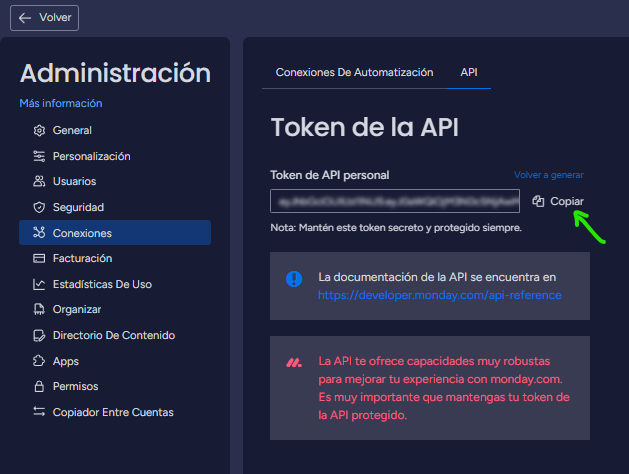 Volver
Administración
Más información
General
Personalización
Usuarios
Seguridad
Conexiones
Facturación
Estadísticas De Uso
Organizar
Directorio De Contenido
Apps
Permisos
Copiador Entre Cuentas
Conexiones De Automatización
API
Token de la API
Token de API personal
Volver a generar
Copiar
Nota: Mantén este token secreto y protegido siempre.
La documentación de la API se encuentra en
https://developer.monday.com/api-reference
La API te ofrece capacidades muy robustas
para mejorar tu experiencia con monday.com.
Es muy importante que mantengas tu token de
la API protegido.